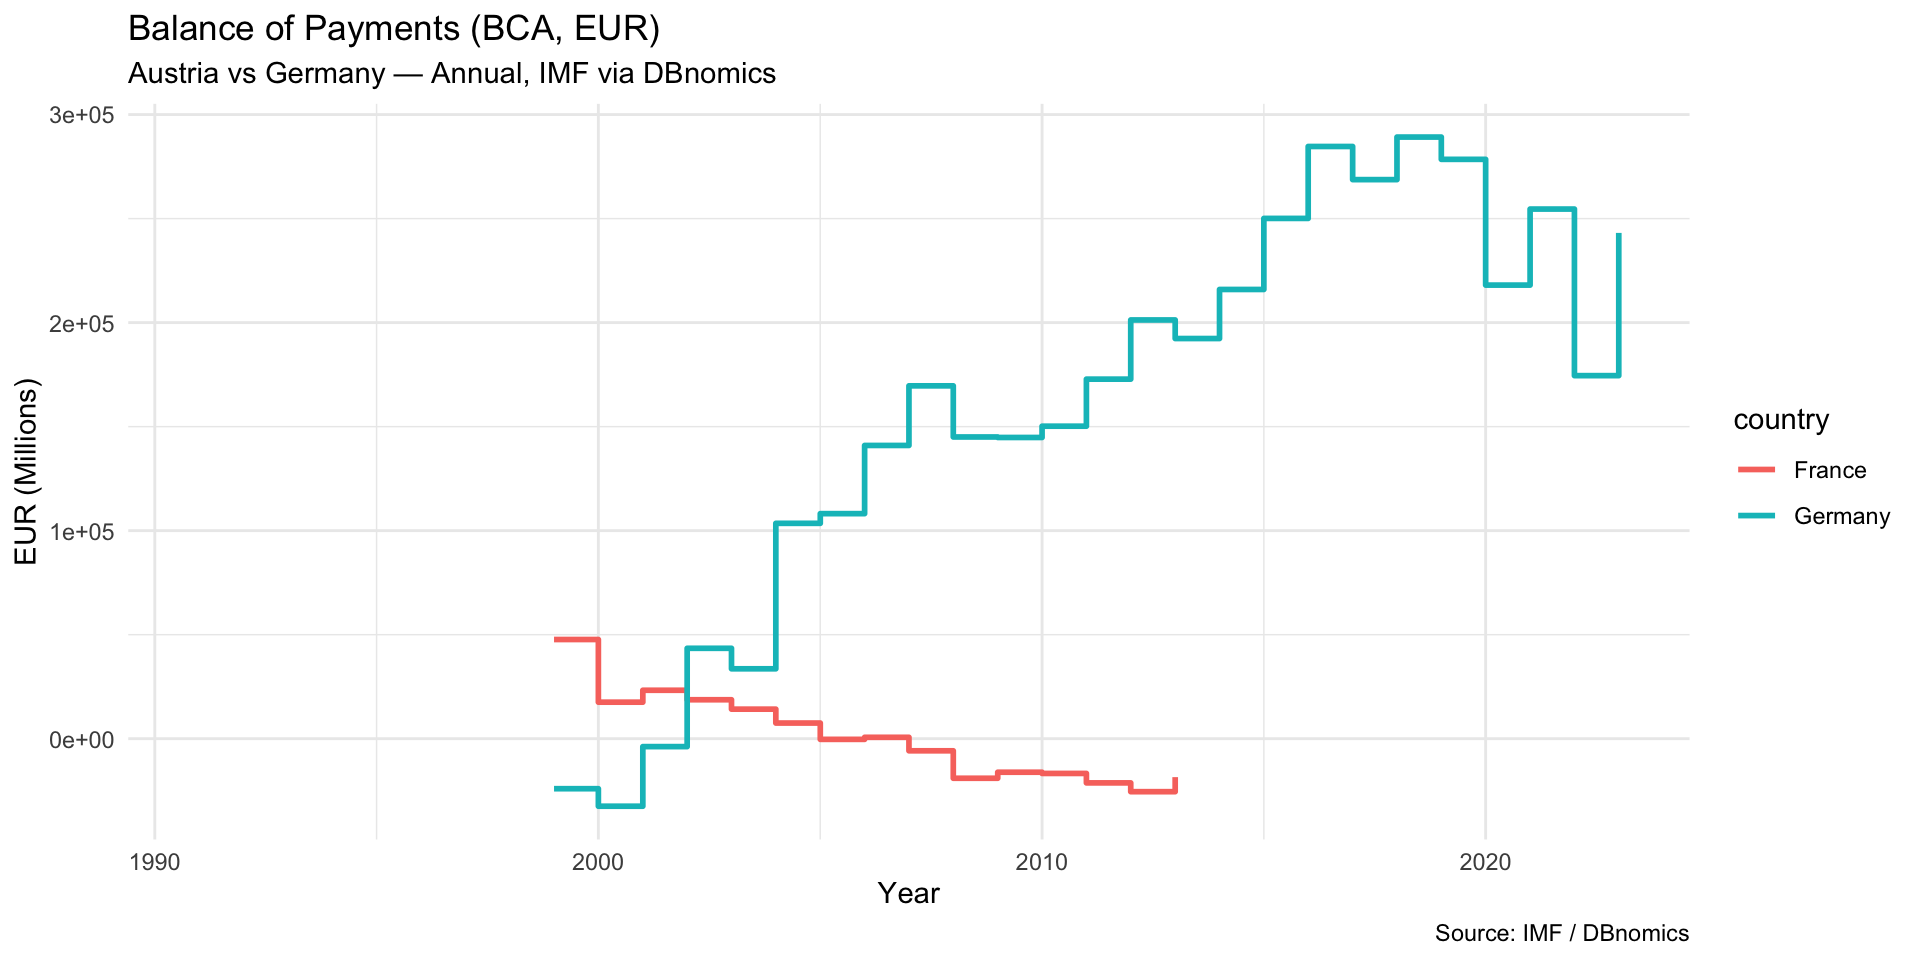 Balance of Payments (BCA, EUR)
Austria vs Germany — Annual, IMF via DBnomics
3e+05
2e+05
1e+05
0e+00
EUR (Millions)
1990
2000
2010
2020
Year
country
France
Germany
Source: IMF / DBnomics